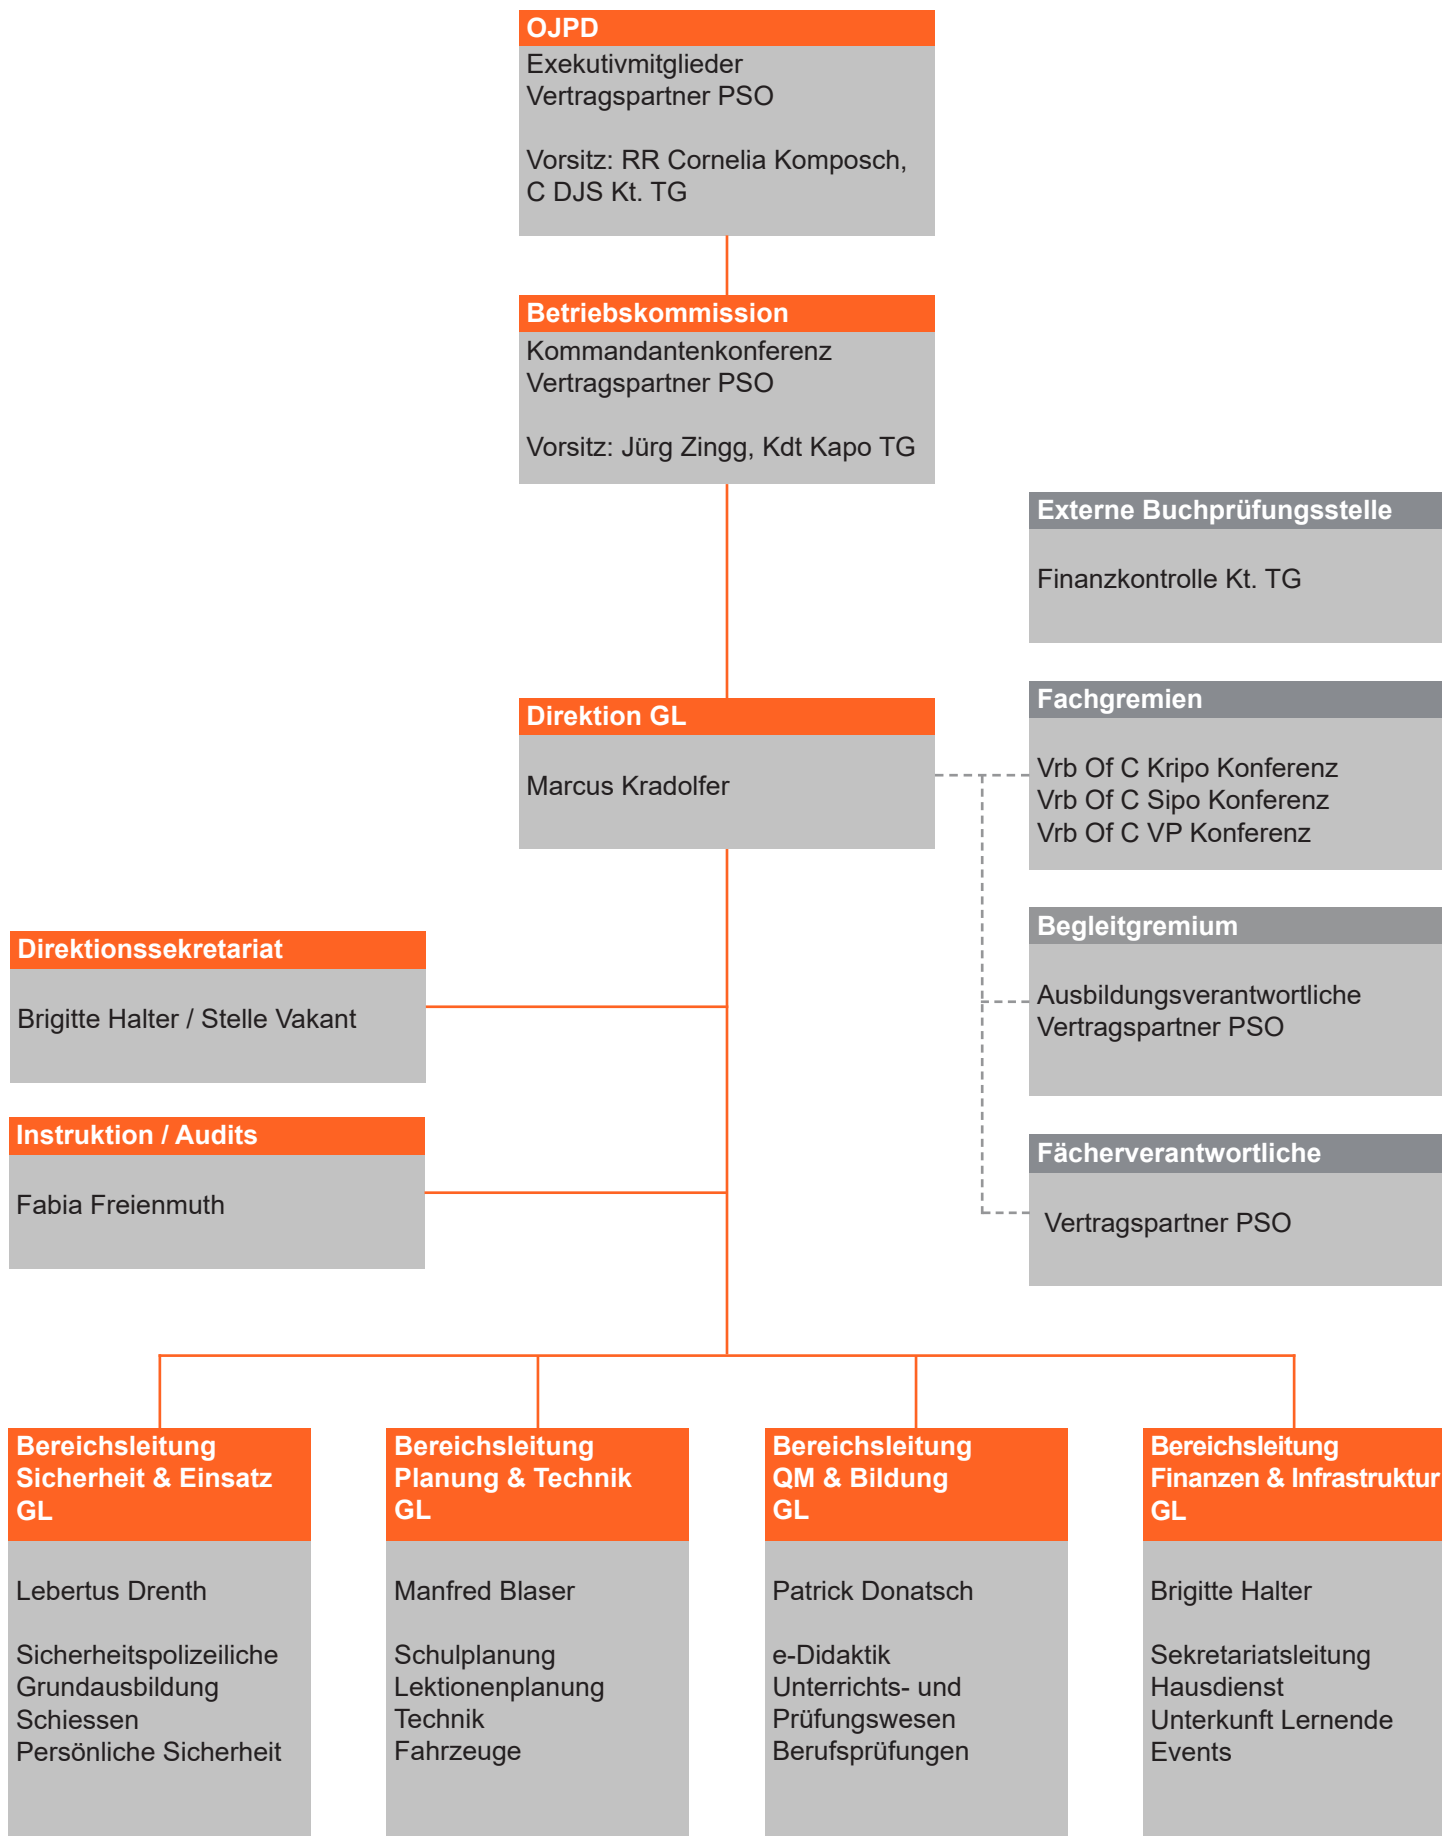 OJPD
Exekutivmitglieder
Vertragspartner PSO
Vorsitz: RR Cornelia Komposch,
C DJS Kt. TG
Betriebskommission
Kommandantenkonferenz
Vertragspartner PSO
Vorsitz: Jürg Zingg, Kdt Kapo TG
Externe Buchprüfungsstelle
Finanzkontrolle Kt. TG
Direktion GL
Marcus Kradolfer
Fachgremien
Vrb Of C Kripo Konferenz
Vrb Of C Sipo Konferenz
Vrb Of C VP Konferenz
Begleitgremium
Ausbildungsverantwortliche
Vertragspartner PSO
Fächerverantwortliche
Vertragspartner PSO
Direktionssekretariat
Brigitte Halter / Stelle Vakant
Instruktion / Audits
Fabia Freienmuth
Bereichsleitung
Sicherheit & Einsatz
GL
Lebertus Drenth
Sicherheitspolizeiliche
Grundausbildung
Schiessen
Persönliche Sicherheit
Bereichsleitung
Planung & Technik
GL
Manfred Blaser
Schulplanung
Lektionenplanung
Technik
Fahrzeuge
Bereichsleitung
QM & Bildung
GL
Patrick Donatsch
e-Didaktik
Unterrichts- und
Prüfungswesen
Berufsprüfungen
Bereichsleitung
Finanzen & Infrastruktur
GL
Brigitte Halter
Sekretariatsleitung
Hausdienst
Unterkunft Lernende
Events